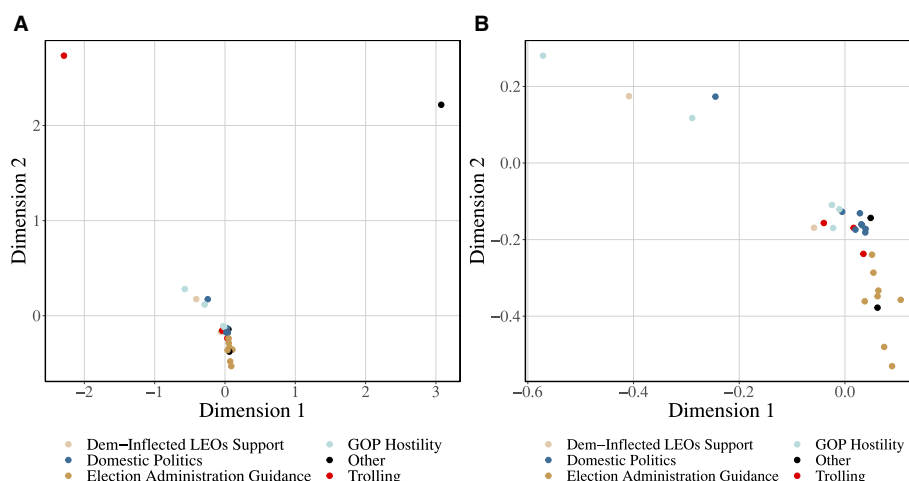 A
B
Dimension 2
2
1
0
−2
−1
0
1
2
3
Dimension 1
Dimension 2
0.2
0.0
−0.2
−0.4
−0.6
−0.4
−0.2
0.0
Dimension 1
Dem−Inflected LEOs Support
GOP Hostility
Domestic Politics
Other
Election Administration Guidance
Trolling
Dem−Inflected LEOs Support
GOP Hostility
Domestic Politics
Other
Election Administration Guidance
Trolling